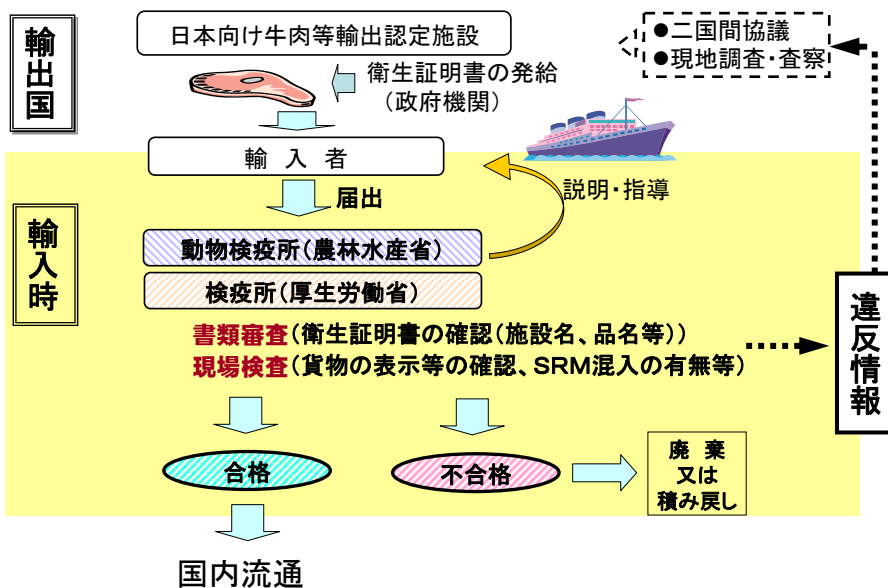 輸出国
日本向け牛肉等輸出認定施設
衛生証明書の発給
（政府機関）
●二国間協議
●現地調査・査察
輸入時
輸 入 者
届出
説明・指導
動物検疫所（農林水産省）
検疫所（厚生労働省）
書類審査（衛生証明書の確認（施設名、品名等））
現場検査（貨物の表示等の確認、ＳＲＭ混入の有無等）
違反情報
合格
不合格
廃 棄
又は
積み戻し
国内流通